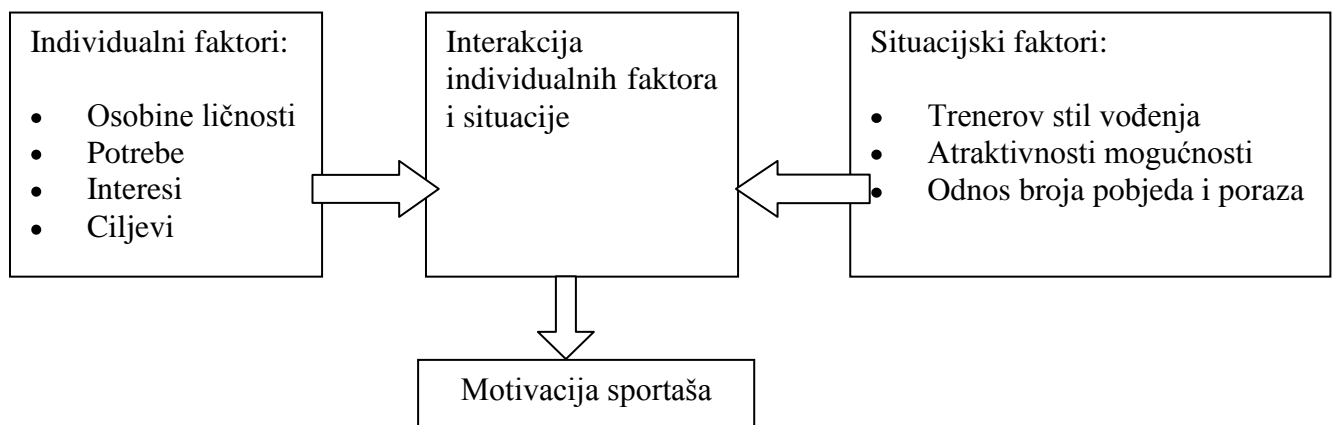 Individualni faktori:
• Osobine ličnosti
• Potrebe
• Interesi
• Ciljevi
Interakcija
individualnih faktora
i situacije
Situacijski faktori:
• Trenerov stil vođenja
• Atraktivnosti mogućnosti
• Odnos broja pobjeda i poraza
Motivacija sportaša